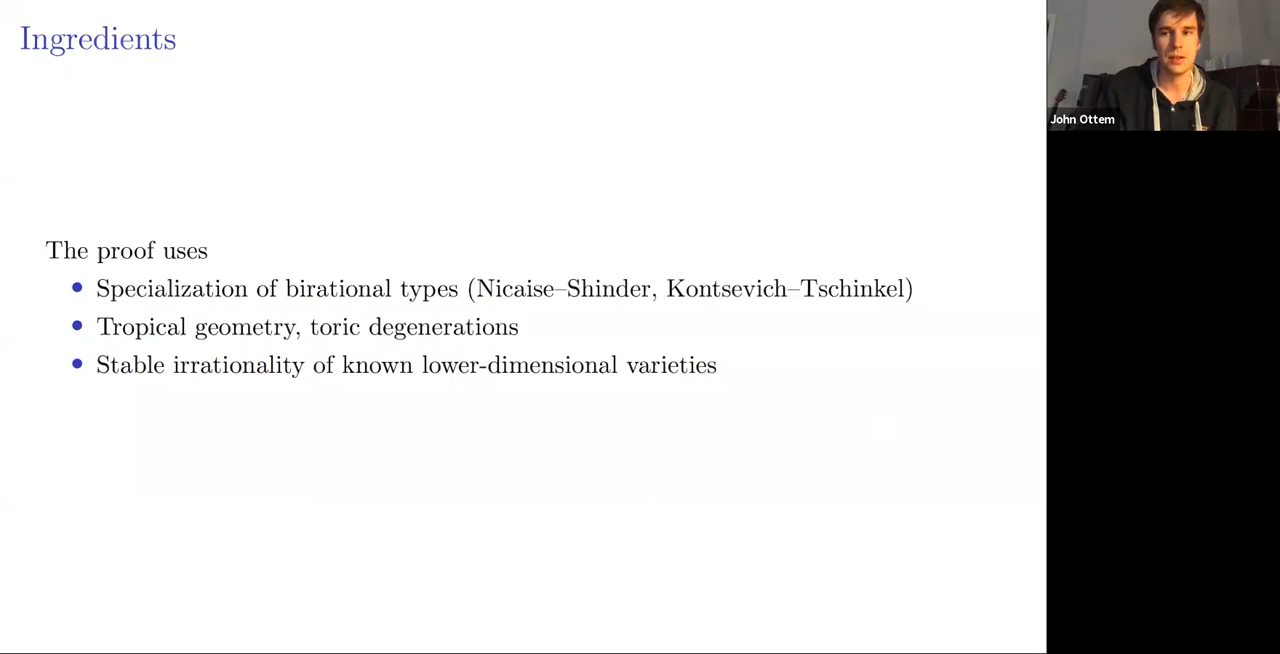 Ingredients
John Ottem
The proof uses
• Specialization of birational types (Nicaise–Shinder, Kontsevich–Tschinkel)
• Tropical geometry, toric degenerations
• Stable irrationality of known lower-dimensional varieties